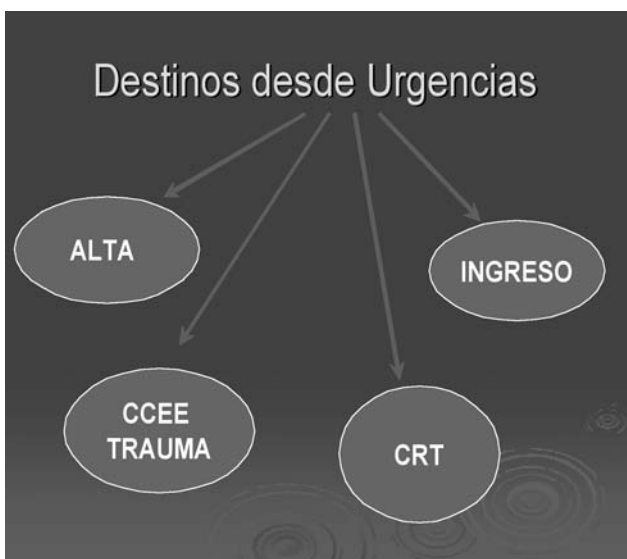 Destinos desde Urgencias
ALTA
INGRESO
CCEE
TRAUMA
CRT